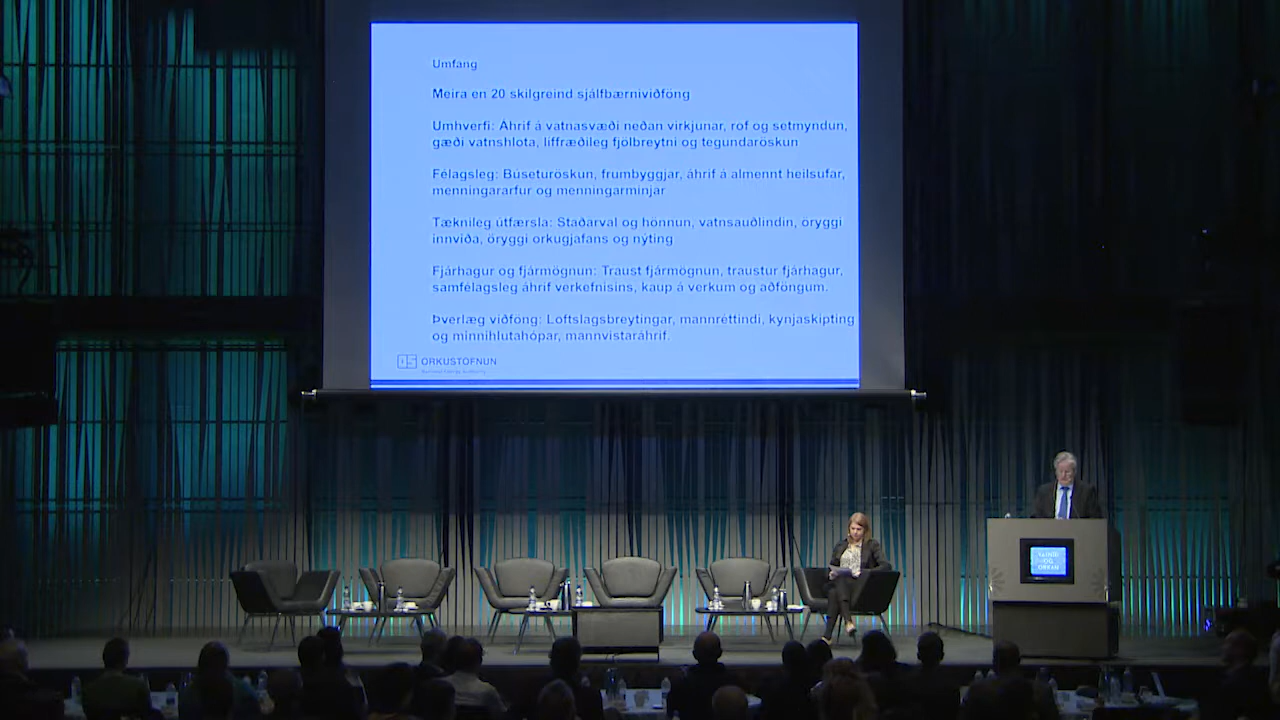 Umfang
Meira en 20 skilgreind sjálfbærniviðföng
Umhverfi: Áhrif á vatnasvæði neðan virkjunar, rof og setmyndun,
gæði vatnshlota, líffræðileg fjölbreytni og tegundaröskun
Félagsleg: Búseturöskun, frumbyggjar, áhrif á almennt heilsufar,
menningararfur og menningarminjar
Tæknileg útfærsla: Staðarval og hönnun, vatnsauðlindin, öryggi
innviða, öryggi orkugjafans og nýting
Fjárhagur og fjármögnun: Traust fjármögnun, traustur fjárhagur,
samfélagsleg áhrif verkefnisins, kaup á verkum og aðföngum.
Þverlæg viðföng: Loftslagsbreytingar, mannréttindi, kynjaskipting
og minnihlutahópar, mannvistaráhrif.
ORKUSTOFNUN
VATNIÐ
OG
ORKAN